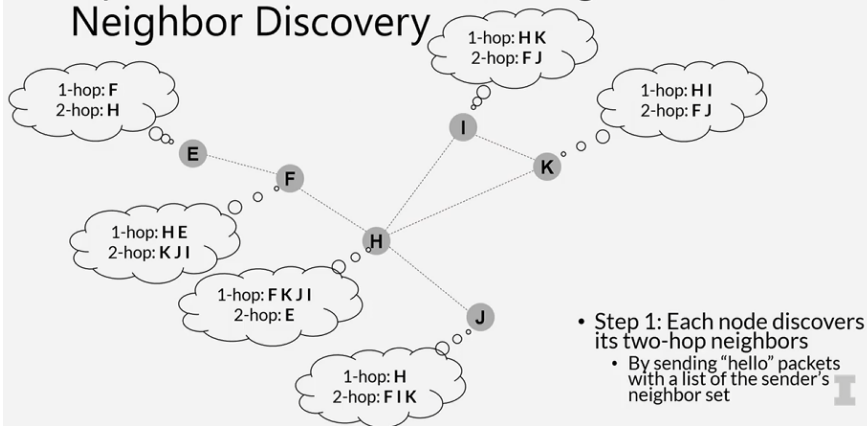 Neighbor Discovery
1-hop: H K
2-hop: F J
1-hop: F
2-hop: H
1-hop: H I
2-hop: F J
I
E
K
F
1-hop: H E
2-hop: K J I
H
1-hop: F K J I
2-hop: E
J
1-hop: H
2-hop: F I K
• Step 1: Each node discovers
its two-hop neighbors
• By sending “hello” packets
with a list of the sender’s
neighbor set
I